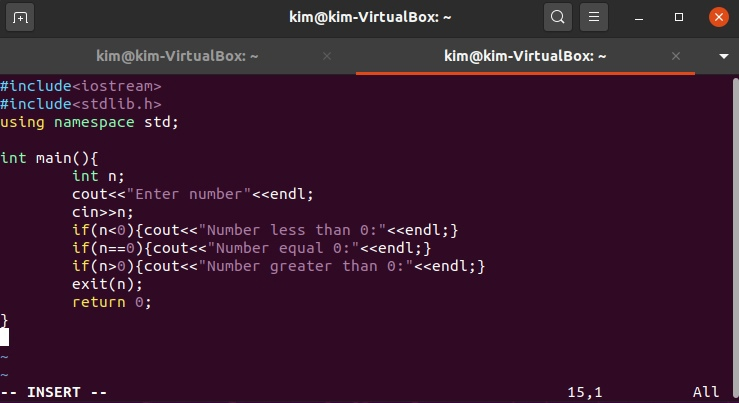 kim@kim-VirtualBox: ~
kim@kim-VirtualBox: ~
kim@kim-VirtualBox: ~
#include<iostream>
#include<stdlib.h>
using namespace std;
int main(){
int n;
cout<<"Enter number"<<endl;
cin>>n;
if(n<0){cout<<"Number less than 0:"<<endl;}
if(n==0){cout<<"Number equal 0:"<<endl;}
if(n>0){cout<<"Number greater than 0:"<<endl;}
exit(n);
return 0;
}
~
~
-- INSERT -- 15,1 All